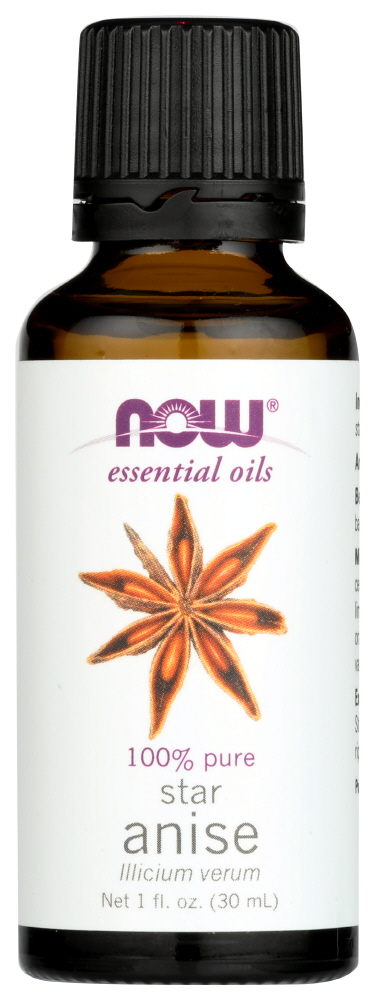 now®
essential oils
100% pure
star
anise
Illicium verum
Net 1 fl. oz. (30 mL)